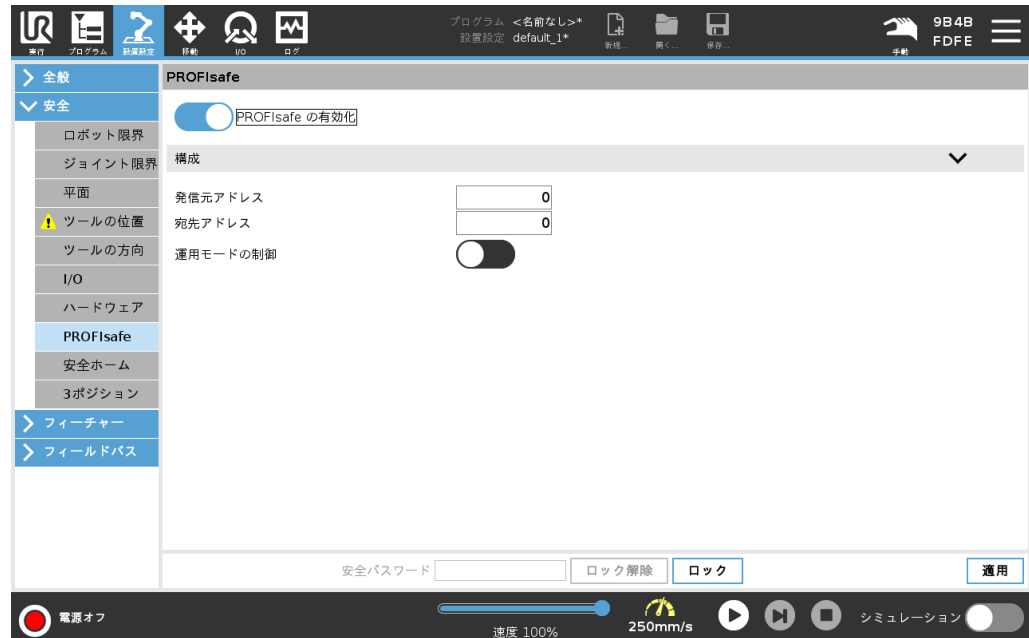 UR
実行
プログラム
設置設定
移動
I/O
ログ
プログラム <名前なし>*
設置設定 default_1*
新規...
開く...
保存...
手動
9B4B
FDFE
全般
安全
ロボット限界
ジョイント限界
平面
ツールの位置
ツールの方向
I/O
ハードウェア
PROFIsafe
安全ホーム
3ポジション
フィーチャー
フィールドバス
PROFIsafe
PROFIsafe の有効化
構成
発信元アドレス 0
宛先アドレス 0
運用モードの制御
安全パスワード ロック解除 ロック 適用
電源オフ
速度 100%
250mm/s
シミュレーション